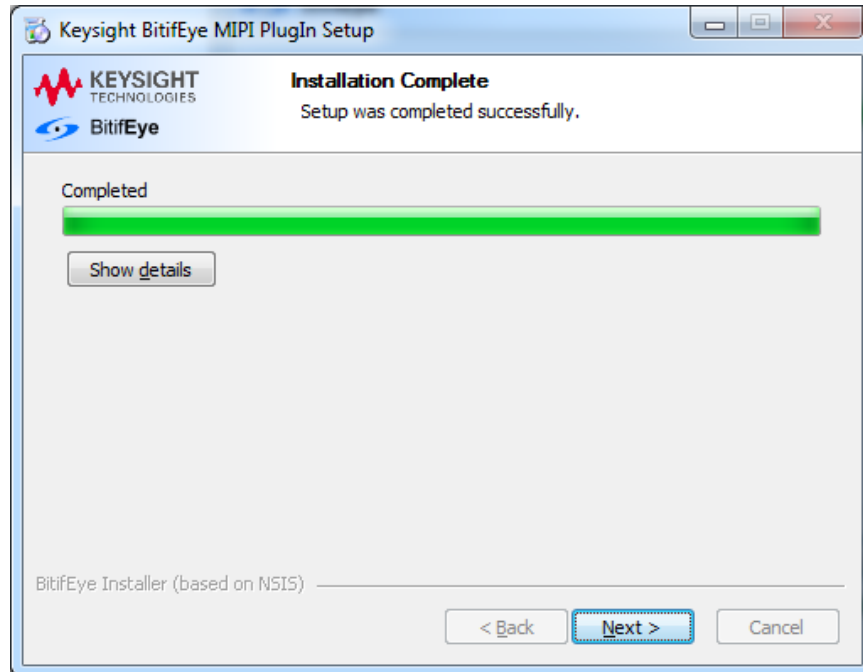 Keysight BitifEye MIPI PlugIn Setup
KEYSIGHT
TECHNOLOGIES
BitifEye
Installation Complete
Setup was completed successfully.
Completed
Show details
BitifEye Installer (based on NSIS)
< Back
Next >
Cancel